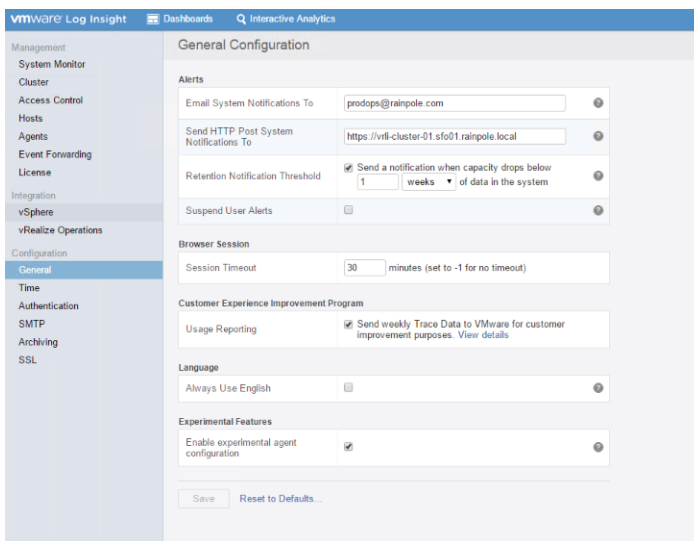 vmware Log Insight Dashboards Interactive Analytics
Management
System Monitor
Cluster
Access Control
Hosts
Agents
Event Forwarding
License
Integration
vSphere
vRealize Operations
Configuration
General
Time
Authentication
SMTP
Archiving
SSL
General Configuration
Alerts
Email System Notifications To
prodops@rainpole.com
Send HTTP Post System
Notifications To
https://vrli-cluster-01.sfo01.rainpole.local
Retention Notification Threshold
Send a notification when capacity drops below
1 weeks of data in the system
Suspend User Alerts
Browser Session
Session Timeout
30 minutes (set to -1 for no timeout)
Customer Experience Improvement Program
Usage Reporting
Send weekly Trace Data to VMware for customer
improvement purposes. View details
Language
Always Use English
Experimental Features
Enable experimental agent
configuration
Save Reset to Defaults...